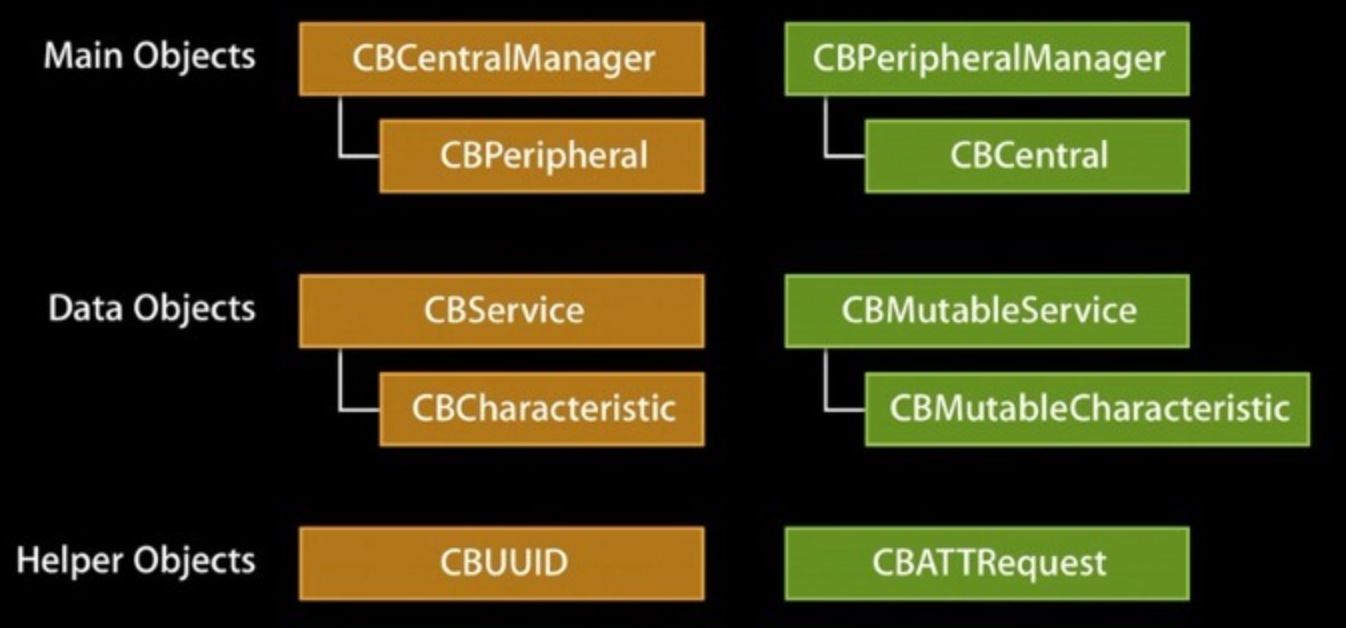 Main Objects
CBCentralManager
CBPeripheralManager
CBPeripheral
CBCentral
Data Objects
CBService
CBMutableService
CBCharacteristic
CBMutableCharacteristic
Helper Objects
CBUUID
CBATTRequest